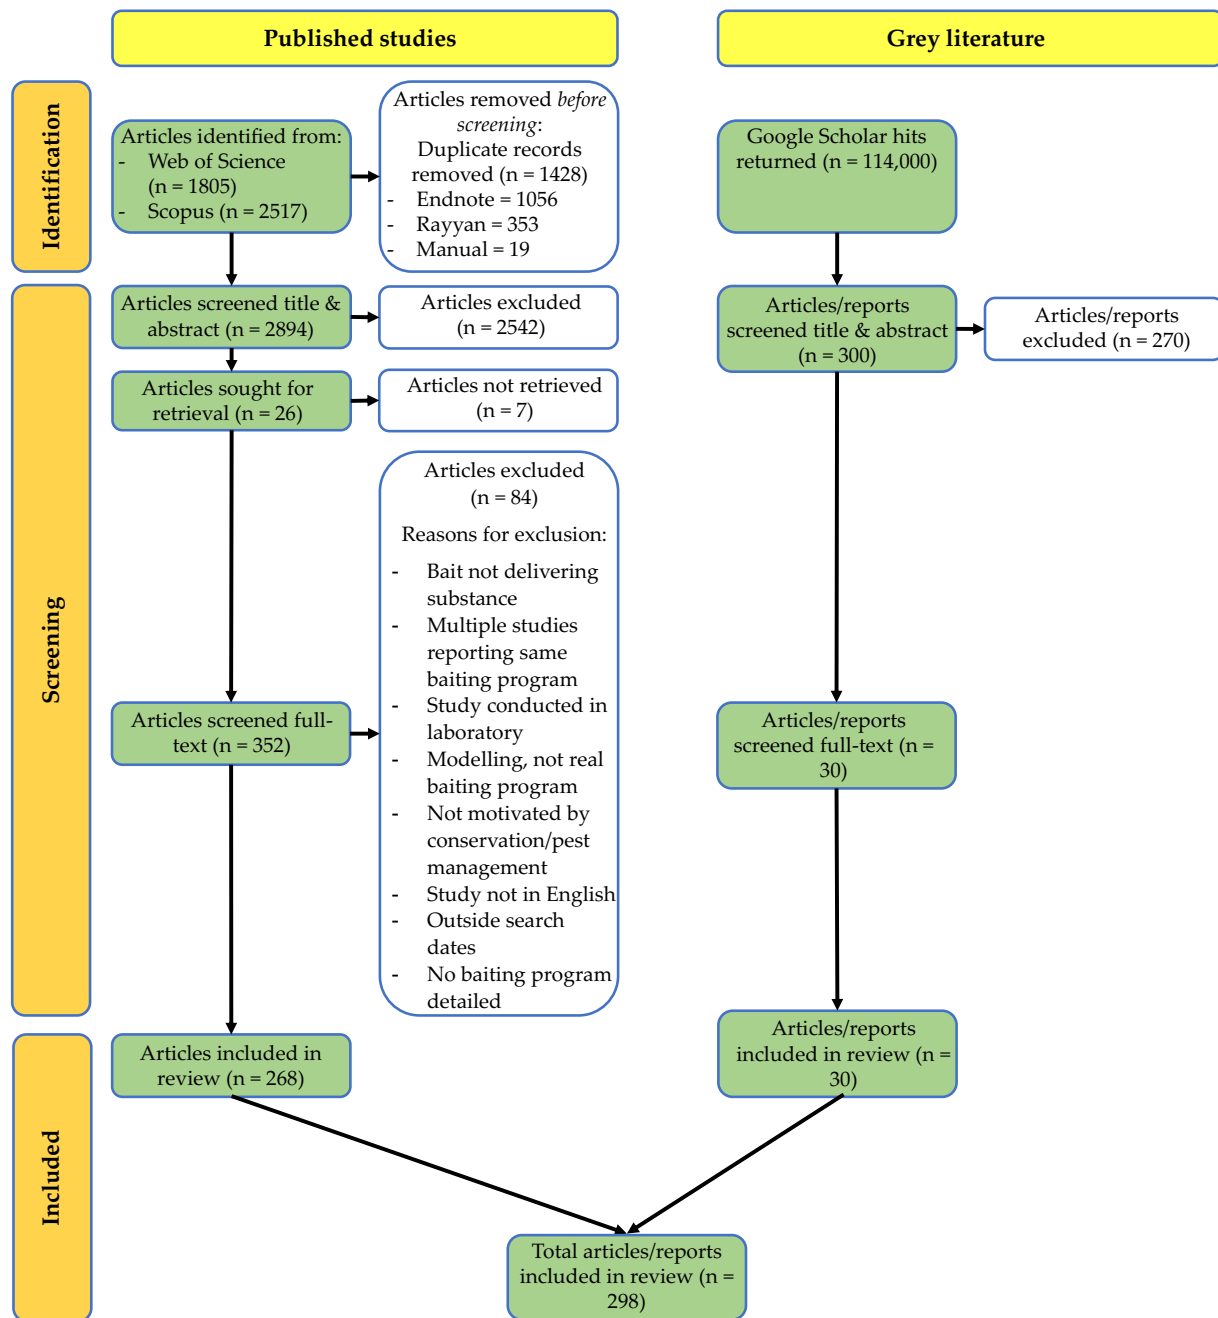 Published studies
Grey literature
Identification
Articles identified from:
- Web of Science
(n = 1805)
- Scopus (n = 2517)
Articles removed before
screening:
Duplicate records
removed (n = 1428)
- Endnote = 1056
- Rayyan = 353
- Manual = 19
Google Scholar hits
returned (n = 114,000)
Screening
Articles screened title &
abstract (n = 2894)
Articles excluded
(n = 2542)
Articles/reports
screened title & abstract
(n = 300)
Articles/reports
excluded (n = 270)
Articles sought for
retrieval (n = 26)
Articles not retrieved
(n = 7)
Articles excluded
(n = 84)
Reasons for exclusion:
- Bait not delivering
substance
- Multiple studies
reporting same
baiting program
- Study conducted in
laboratory
- Modelling, not real
baiting program
- Not motivated by
conservation/pest
management
- Study not in English
- Outside search
dates
- No baiting program
detailed
Articles screened full-
text (n = 352)
Articles/reports
screened full-text (n =
30)
Included
Articles included in
review (n = 268)
Articles/reports
included in review (n =
30)
Total articles/reports
included in review (n =
298)